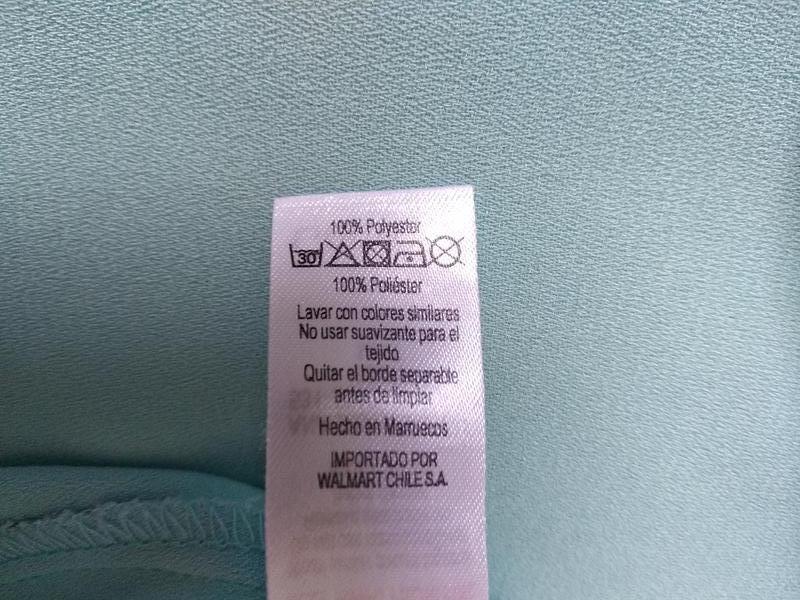 100% Polyester
30
100% Poliéster
Lavar con colores similares
No usar suavizante para el
tejido
Quitar el borde separable
antes de limpiar
Hecho en Marruecos
IMPORTADO POR
WALMART CHILE S.A.